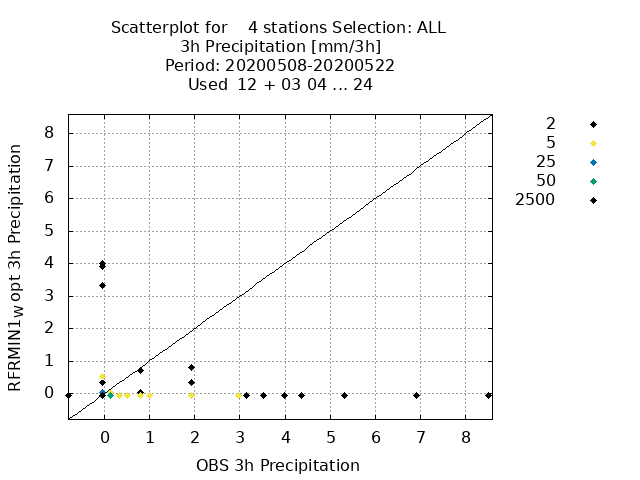 Scatterplot for    4 stations Selection: ALL
3h Precipitation [mm/3h]
Period: 20200508-20200522
Used  12 + 03 04 ... 24
RFRMIN1w opt 3h Precipitation
8
7
6
5
4
3
2
1
0
0 1 2 3 4 5 6 7 8
OBS 3h Precipitation
2
5
25
50
2500